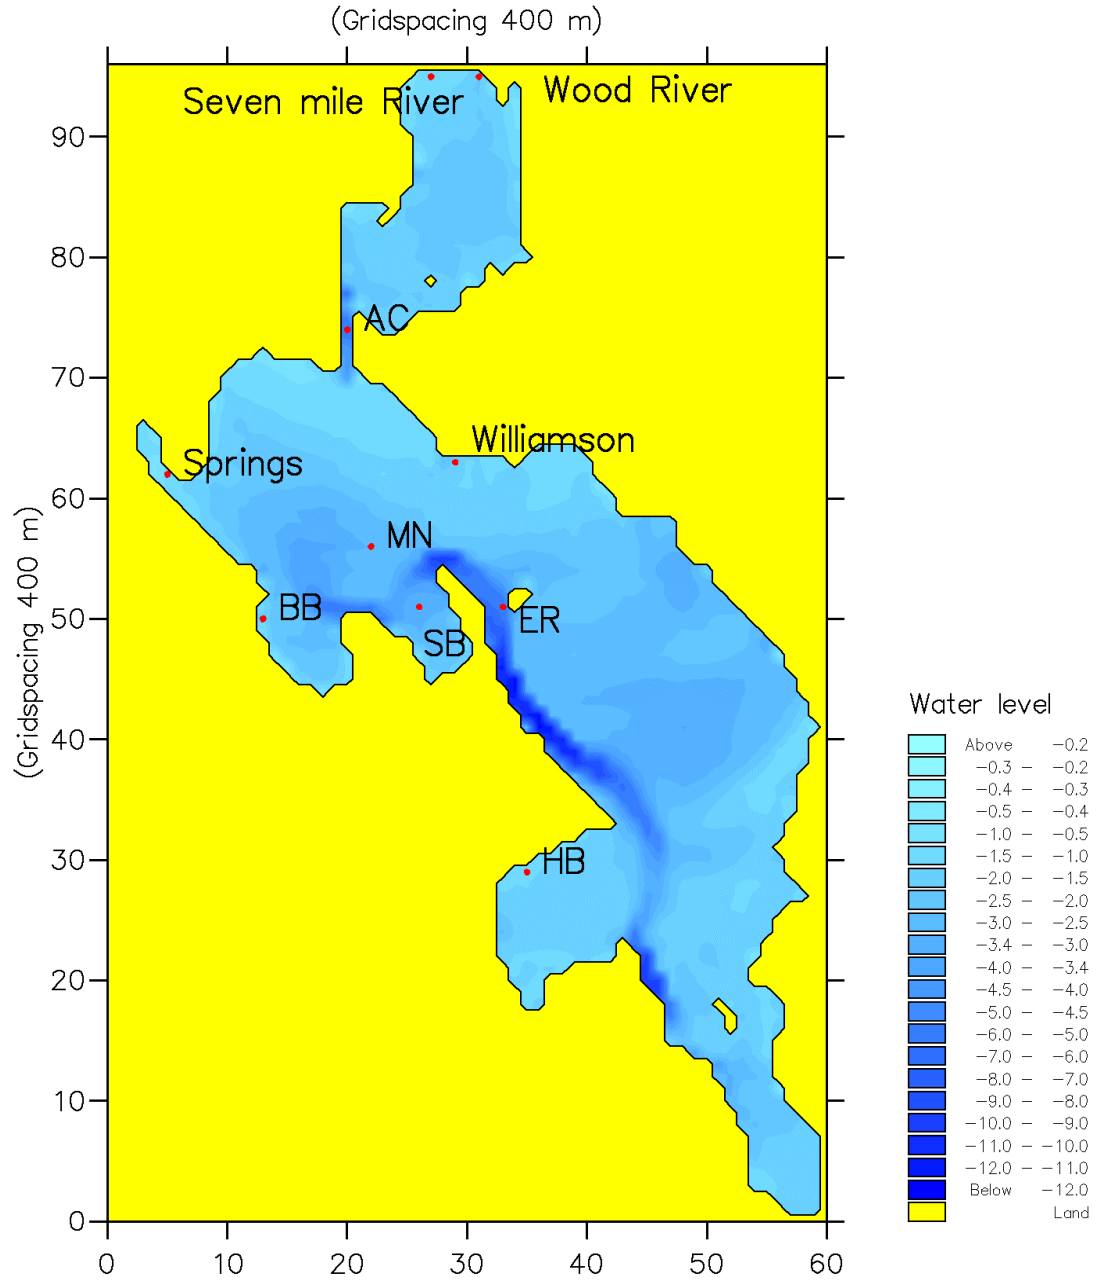 (Gridspacing 400 m)
Seven mile River
Wood River
90
80
AC
70
Williamson
Springs
60
MN
(Gridspacing 400 m)
BB
50
ER
SB
40
30
HB
20
10
0
0 10 20 30 40 50 60
Water level
Above -0.2
-0.3 - -0.2
-0.4 - -0.3
-0.5 - -0.4
-1.0 - -0.5
-1.5 - -1.0
-2.0 - -1.5
-2.5 - -2.0
-3.0 - -2.5
-3.4 - -3.0
-4.0 - -3.4
-4.5 - -4.0
-5.0 - -4.5
-6.0 - -5.0
-7.0 - -6.0
-8.0 - -7.0
-9.0 - -8.0
-10.0 - -9.0
-11.0 - -10.0
-12.0 - -11.0
Below -12.0
Land